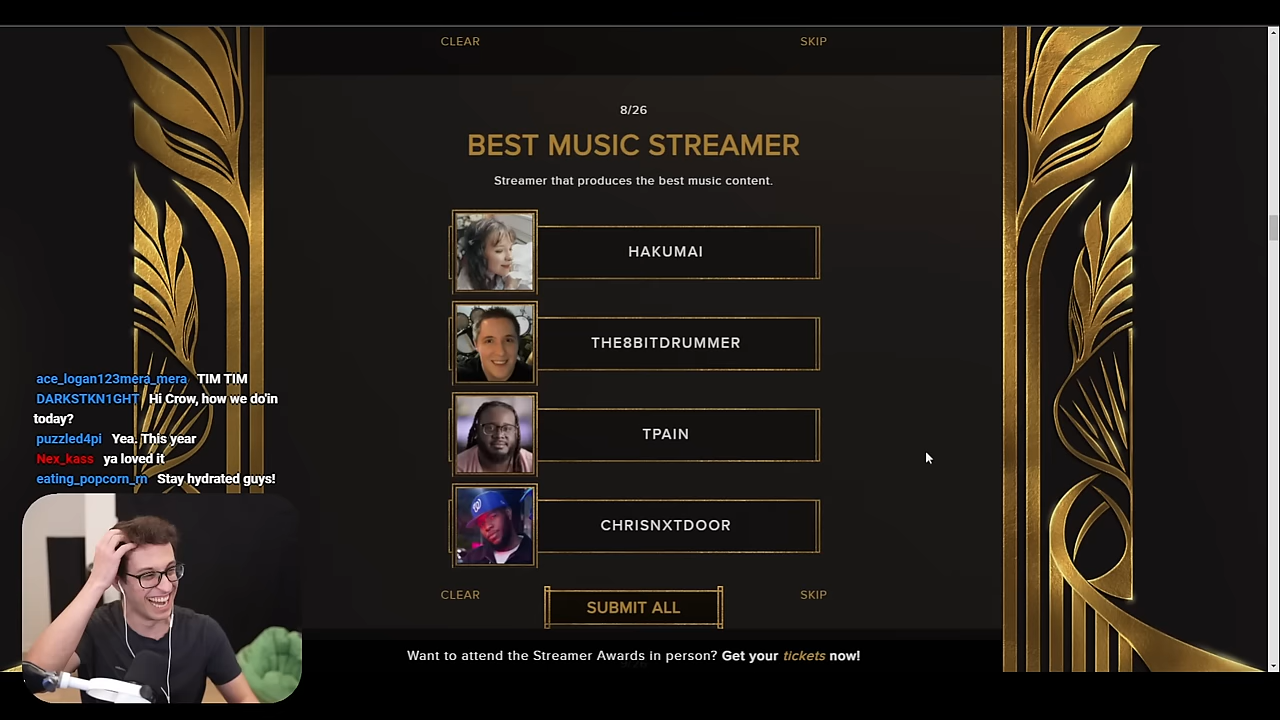 CLEAR
SKIP
8/26
BEST MUSIC STREAMER
Streamer that produces the best music content.
HAKUMAI
THE8BITDRUMMER
TPAIN
CHRISNXTDOOR
CLEAR
SUBMIT ALL
SKIP
Want to attend the Streamer Awards in person? Get your tickets now!
ace_logan123mera_mera TIM TIM
DARKSTKN1GHT Hi Crow, how we do'in
today?
puzzled4pi Yea. This year
Nex_kass ya loved it
eating_popcorn_rn Stay hydrated guys!